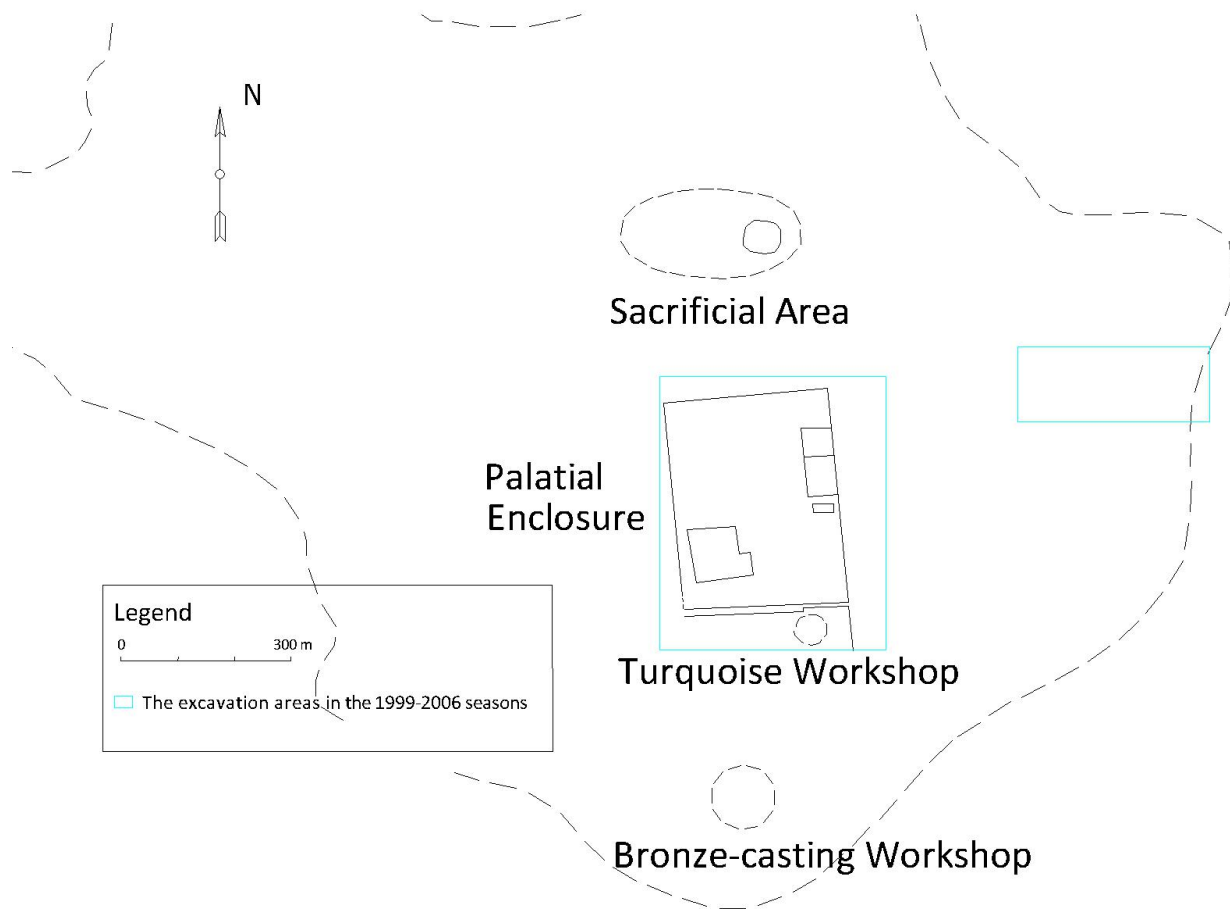 N
Sacrificial Area
Palatial
Enclosure
Legend
0 300 m
The excavation areas in the 1999-2006 seasons
Turquoise Workshop
Bronze-casting Workshop